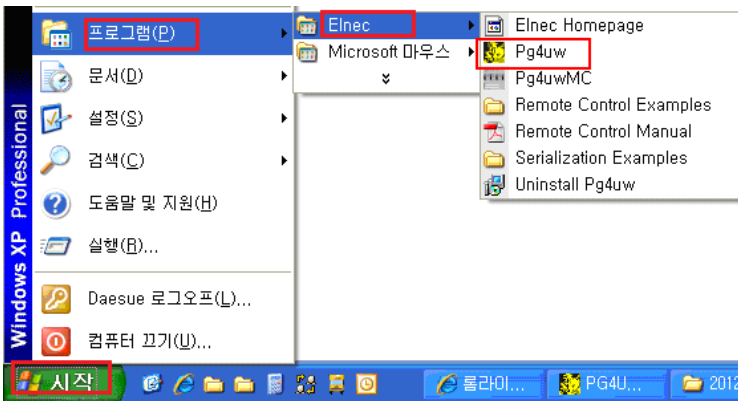 Windows XP Professional
프로그램(P)
문서(D)
설정(S)
검색(C)
도움말 및 지원(H)
실행(R)...
Daesue 로그오프(L)...
컴퓨터 끄기(U)...
Elnec
Microsoft 마우스
Elnec Homepage
Pg4uw
Pg4uwMC
Remote Control Examples
Remote Control Manual
Serialization Examples
Uninstall Pg4uw
시작
롬라이...
PG4U...
2012